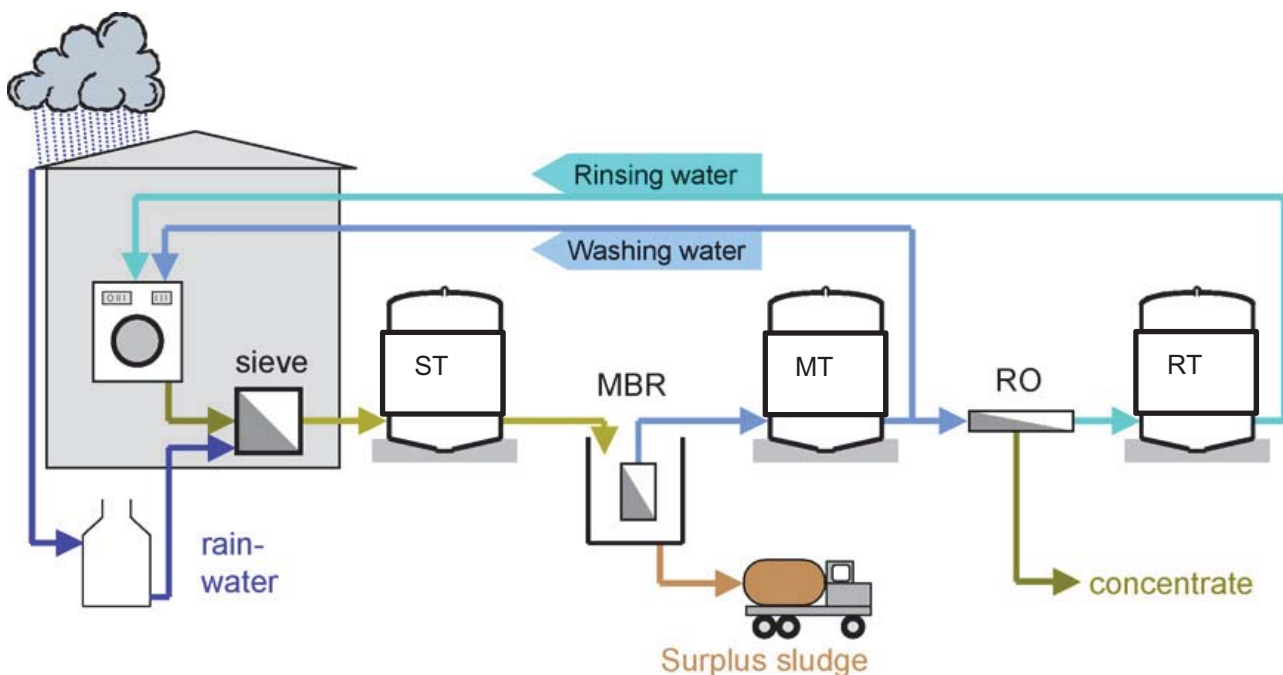 Rinsing water
Washing water
sieve
ST
MBR
MT
RO
RT
rain-
water
concentrate
Surplus sludge